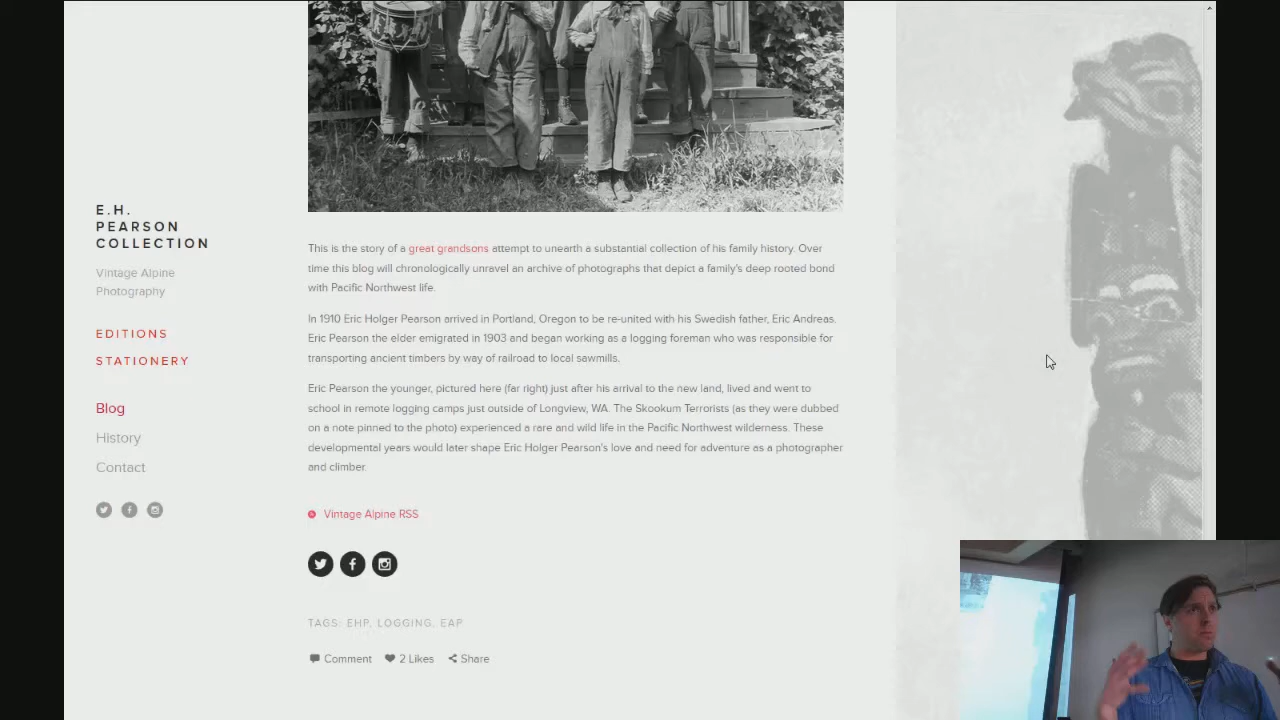 E.H.
PEARSON
COLLECTION
Vintage Alpine
Photography
EDITIONS
STATIONERY
Blog
History
Contact
This is the story of a great grandsons attempt to unearth a substantial collection of his family history. Over
time this blog will chronologically unravel an archive of photographs that depict a family's deep rooted bond
with Pacific Northwest life.
In 1910 Eric Holger Pearson arrived in Portland, Oregon to be re-united with his Swedish father, Eric Andreas.
Eric Pearson the elder emigrated in 1903 and began working as a logging foreman who was responsible for
transporting ancient timbers by way of railroad to local sawmills.
Eric Pearson the younger, pictured here (far right) just after his arrival to the new land, lived and went to
school in remote logging camps just outside of Longview, WA. The Skookum Terrorists (as they were dubbed
on a note pinned to the photo) experienced a rare and wild life in the Pacific Northwest wilderness. These
developmental years would later shape Eric Holger Pearson's love and need for adventure as a photographer
and climber.
Vintage Alpine RSS
TAGS: EHP, LOGGING, EAP
Comment 2 Likes Share